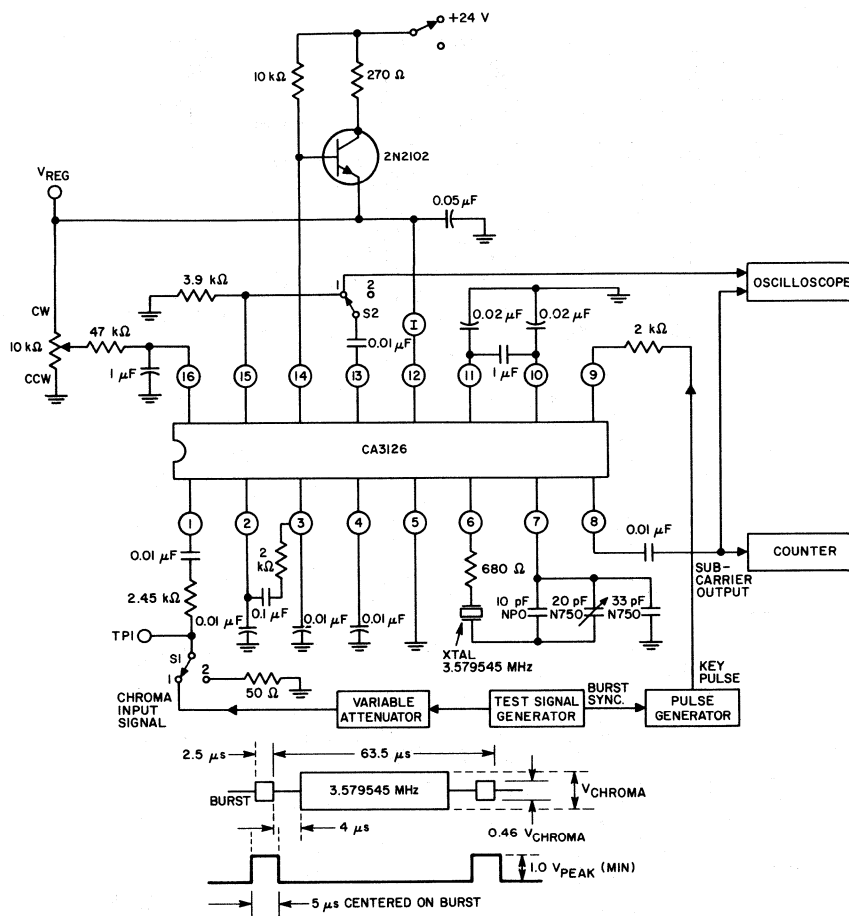 +24 V
10 kΩ
270 Ω
2N2102
VREG
0.05 µF
3.9 kΩ
1
2
S2
OSCILLOSCOPE
CW
47 kΩ
I
0.02 µF
0.02 µF
2 kΩ
10 kΩ
0.01 µF
CCW
1 µF
1 µF
16
15
14
13
12
11
10
9
CA3126
1
2
3
4
5
6
7
8
0.01 µF
2 kΩ
680 Ω
0.01 µF
COUNTER
2.45 kΩ
SUB-
CARRIER
OUTPUT
0.01 µF
0.1 µF
0.01 µF
0.01 µF
10 pF
NPO
20 pF
N750
33 pF
N750
TP1
XTAL
3.579545 MHz
S1
1
2
50 Ω
KEY
PULSE
CHROMA
INPUT
SIGNAL
VARIABLE
ATTENUATOR
TEST SIGNAL
GENERATOR
BURST
SYNC.
PULSE
GENERATOR
2.5 µs
63.5 µs
BURST
3.579545 MHz
VCHROMA
4 µs
0.46 VCHROMA
1.0 VPEAK (MIN)
5 µs CENTERED ON BURST